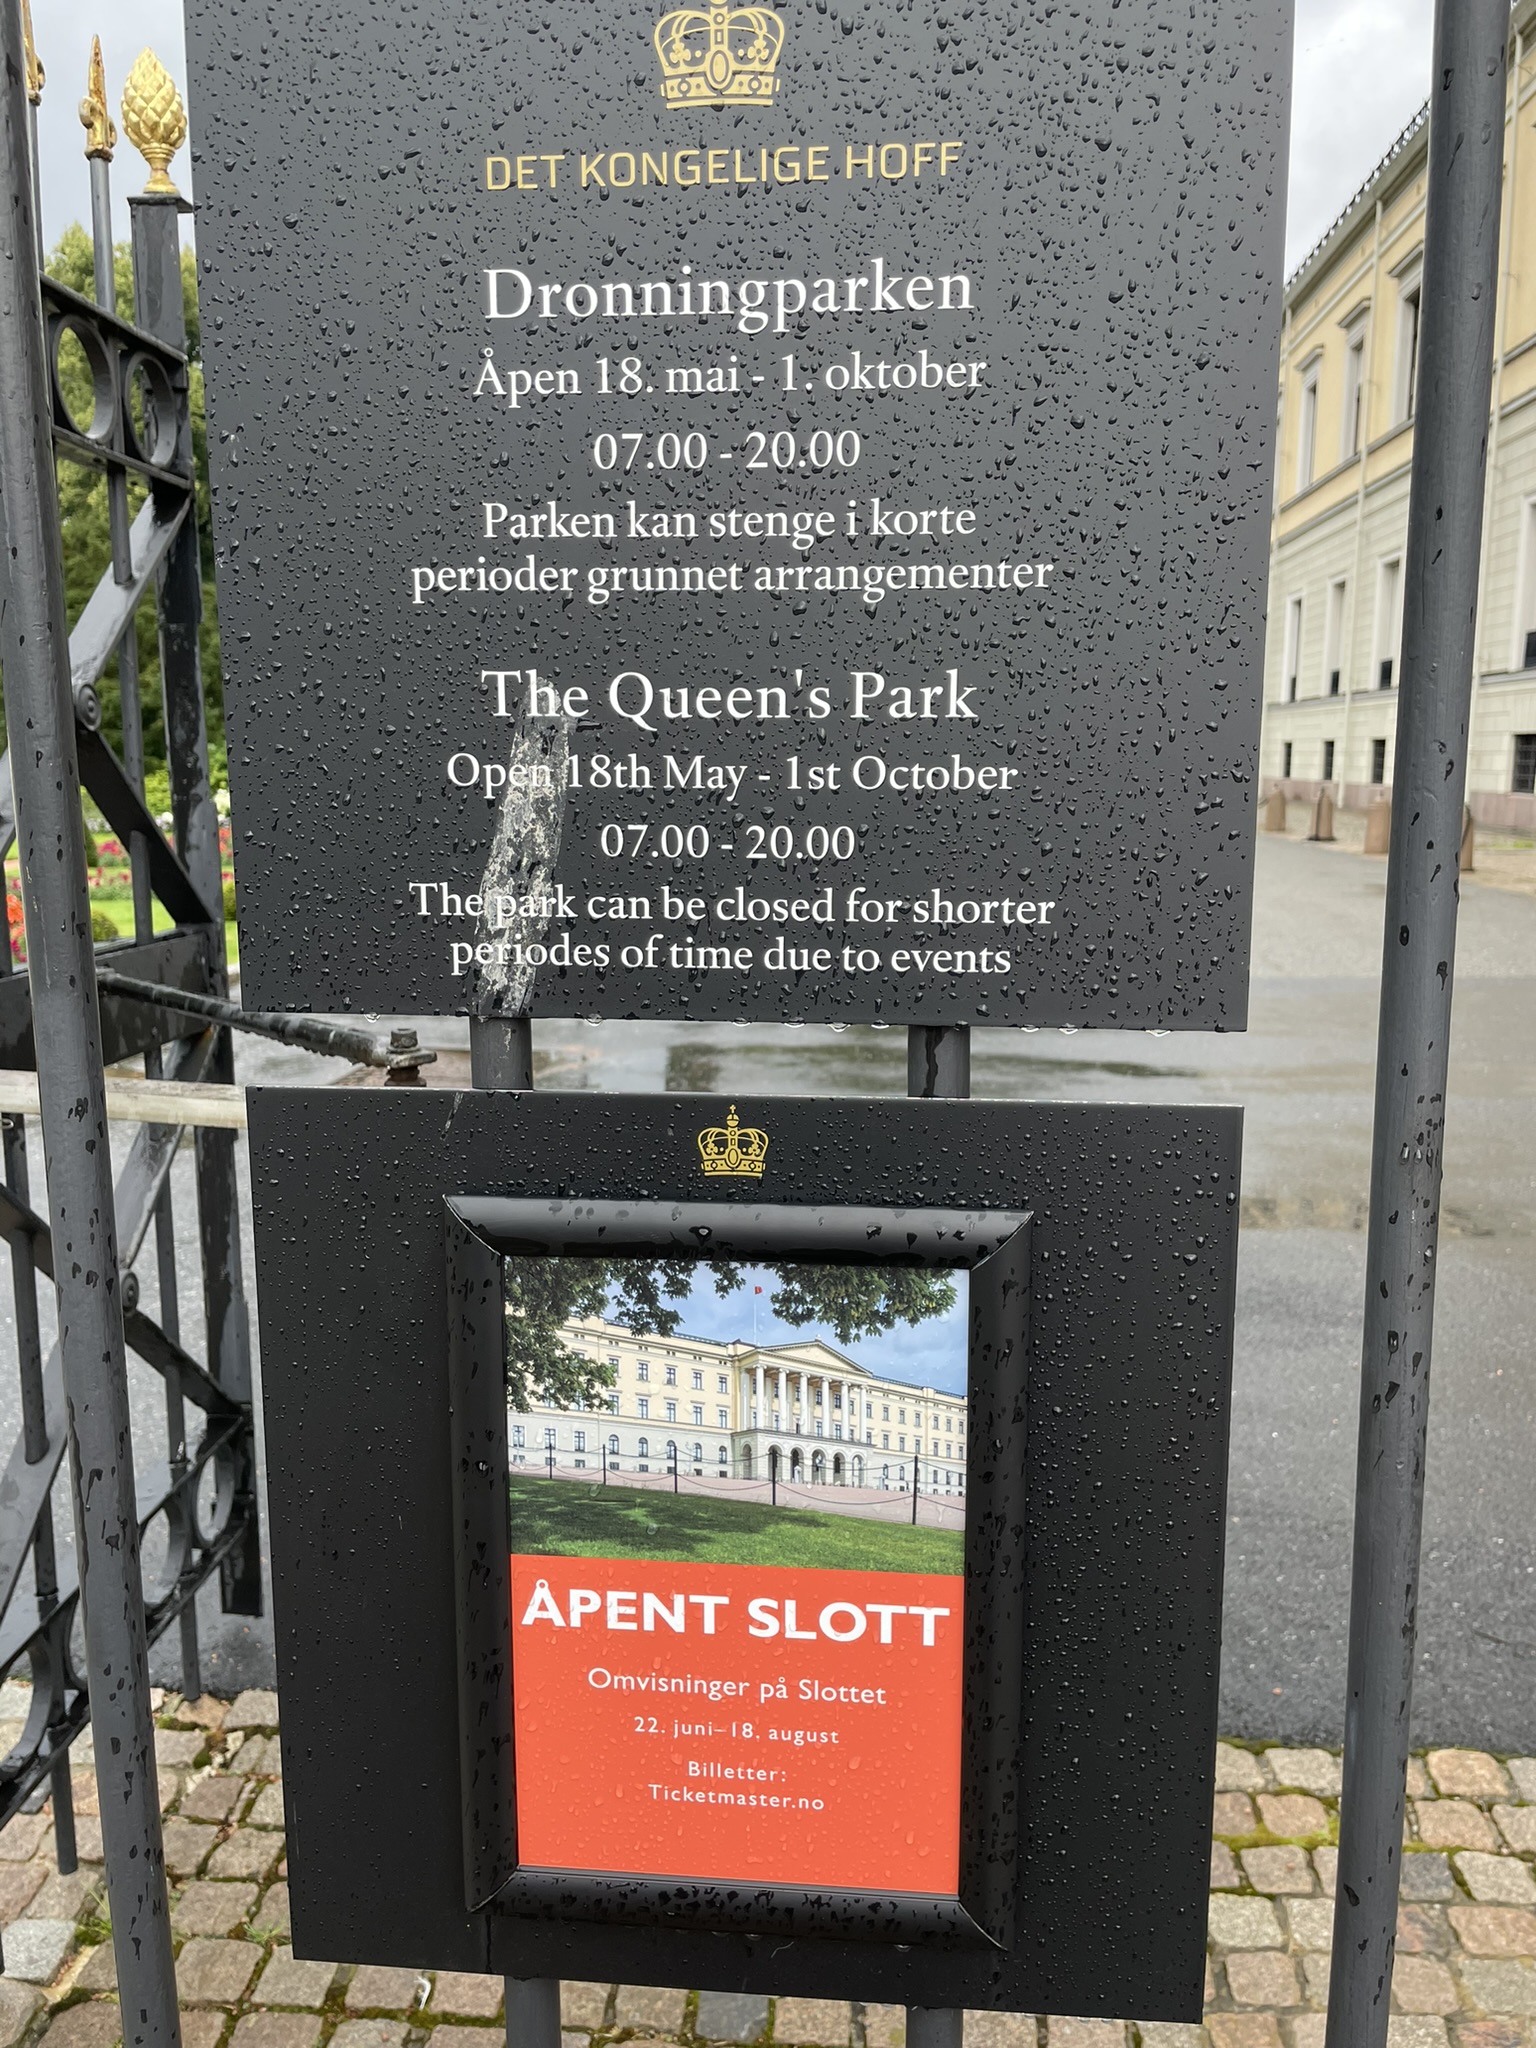 DET KONGELIGE HOFF
Dronningparken
Åpen 18. mai - 1. oktober
07.00 - 20.00
Parken kan stenge i korte
perioder grunnet arrangementer
The Queen's Park
Open 18th May - 1st October
07.00 - 20.00
The park can be closed for shorter
periodes of time due to events
ÅPENT SLOTT
Omvisninger på Slottet
22. juni–18. august
Billetter:
Ticketmaster.no